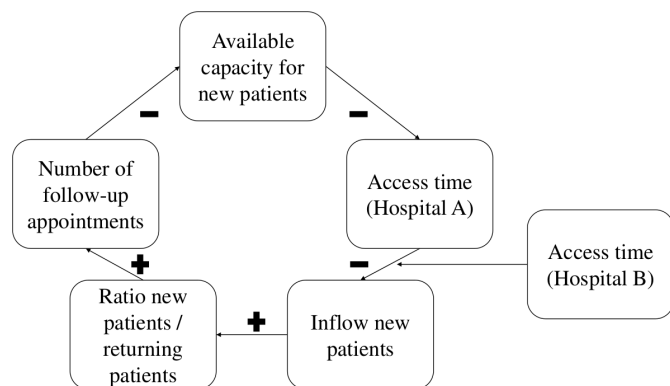 Available
capacity for
new patients
−
−
Number of
follow-up
appointments
Access time
(Hospital A)
Access time
(Hospital B)
+
−
Ratio new
patients /
returning
patients
+
Inflow new
patients